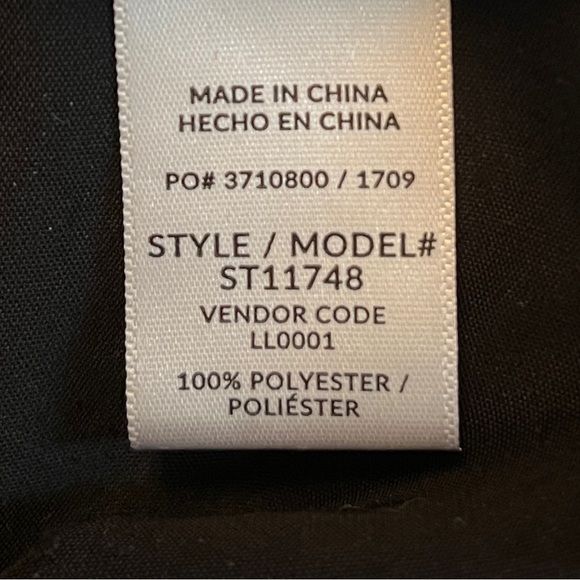 MADE IN CHINA
HECHO EN CHINA
PO# 3710800 / 1709
STYLE / MODEL#
ST11748
VENDOR CODE
LL0001
100% POLYESTER /
POLIÉSTER